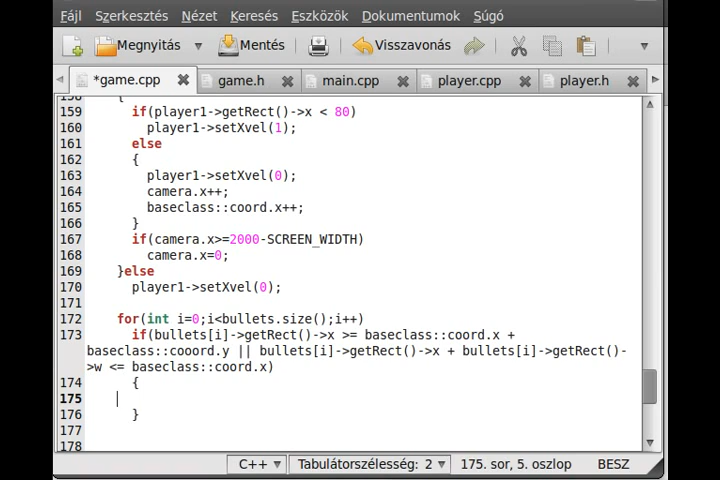 Fájl Szerkesztés Nézet Keresés Eszközök Dokumentumok Súgó
Megnyitás Mentés Visszavonás
*game.cpp game.h main.cpp player.cpp player.h
158 {
159 if(player1->getRect()->x < 80)
160 player1->setXvel(1);
161 else
162 {
163 player1->setXvel(0);
164 camera.x++;
165 baseclass::coord.x++;
166 }
167 if(camera.x>=2000-SCREEN_WIDTH)
168 camera.x=0;
169 }else
170 player1->setXvel(0);
171
172 for(int i=0;i<bullets.size();i++)
173 if(bullets[i]->getRect()->x >= baseclass::coord.x +
baseclass::cooord.y || bullets[i]->getRect()->x + bullets[i]->getRect()-
>w <= baseclass::coord.x)
174 {
175
176 }
177
178
C++ Tabulátorszélesség: 2 175. sor, 5. oszlop BESZ